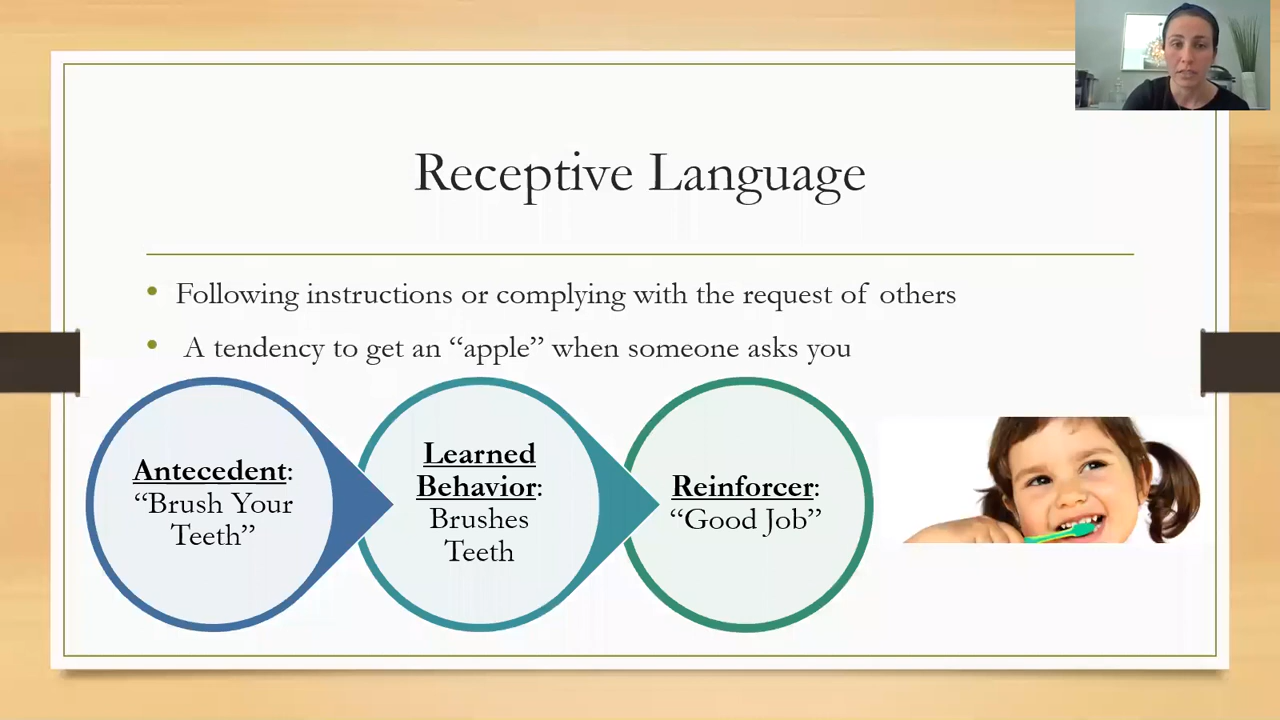 Receptive Language
• Following instructions or complying with the request of others
• A tendency to get an “apple” when someone asks you
Antecedent:
“Brush Your
Teeth”
Learned
Behavior:
Brushes
Teeth
Reinforcer:
“Good Job”